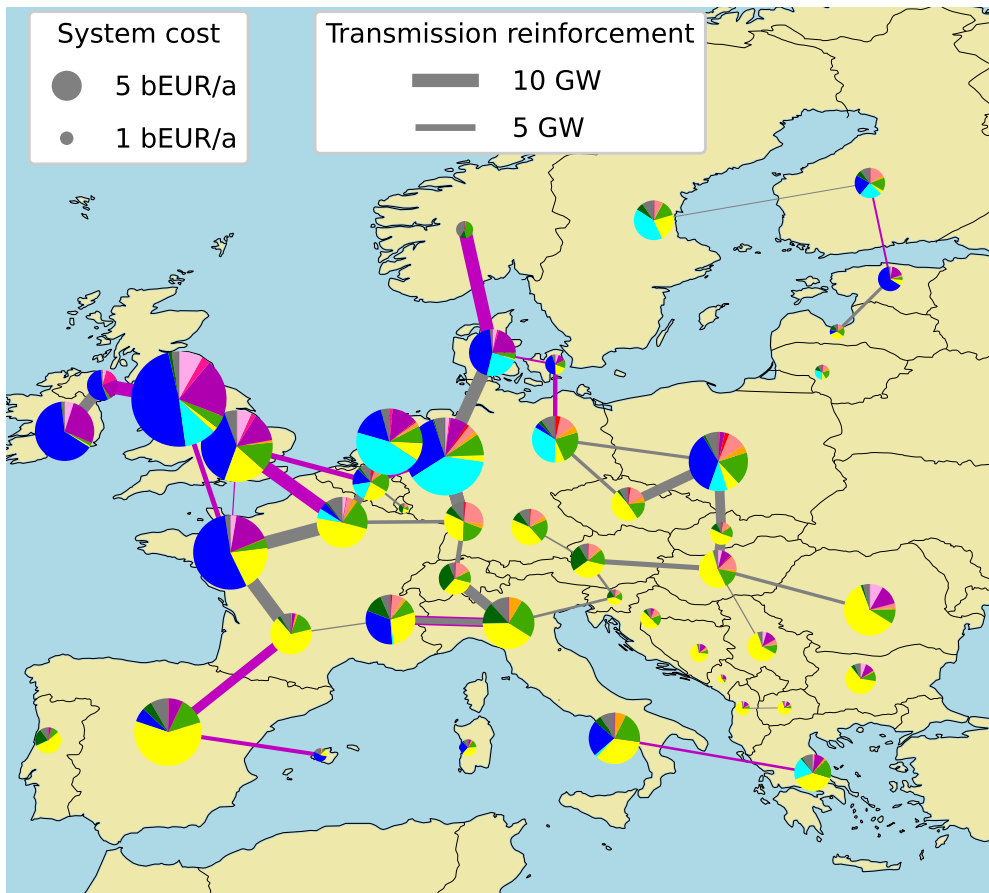 System cost
5 bEUR/a
1 bEUR/a
Transmission reinforcement
10 GW
5 GW